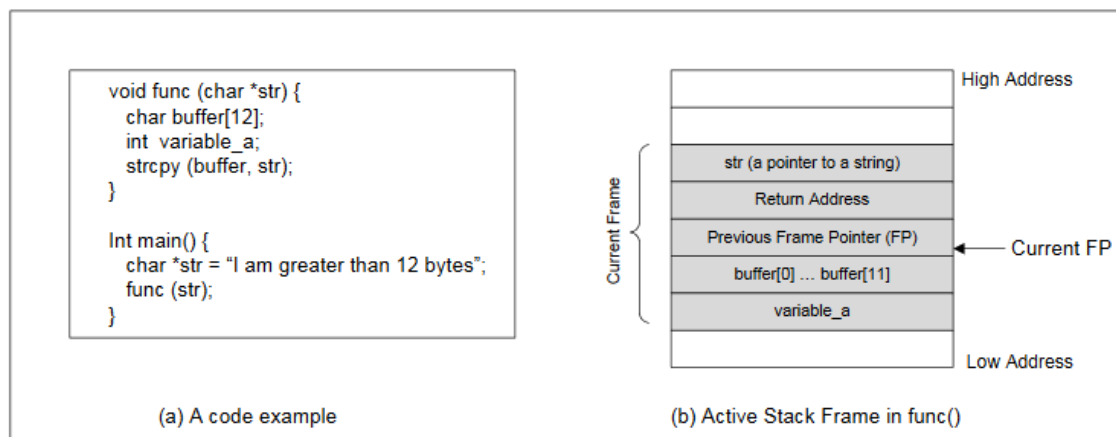 void func (char *str) {
char buffer[12];
int variable_a;
strcpy (buffer, str);
}
Int main() {
char *str = “I am greater than 12 bytes”;
func (str);
}
(a) A code example
High Address
str (a pointer to a string)
Return Address
Previous Frame Pointer (FP)
buffer[0] … buffer[11]
variable_a
Current Frame
Current FP
Low Address
(b) Active Stack Frame in func()